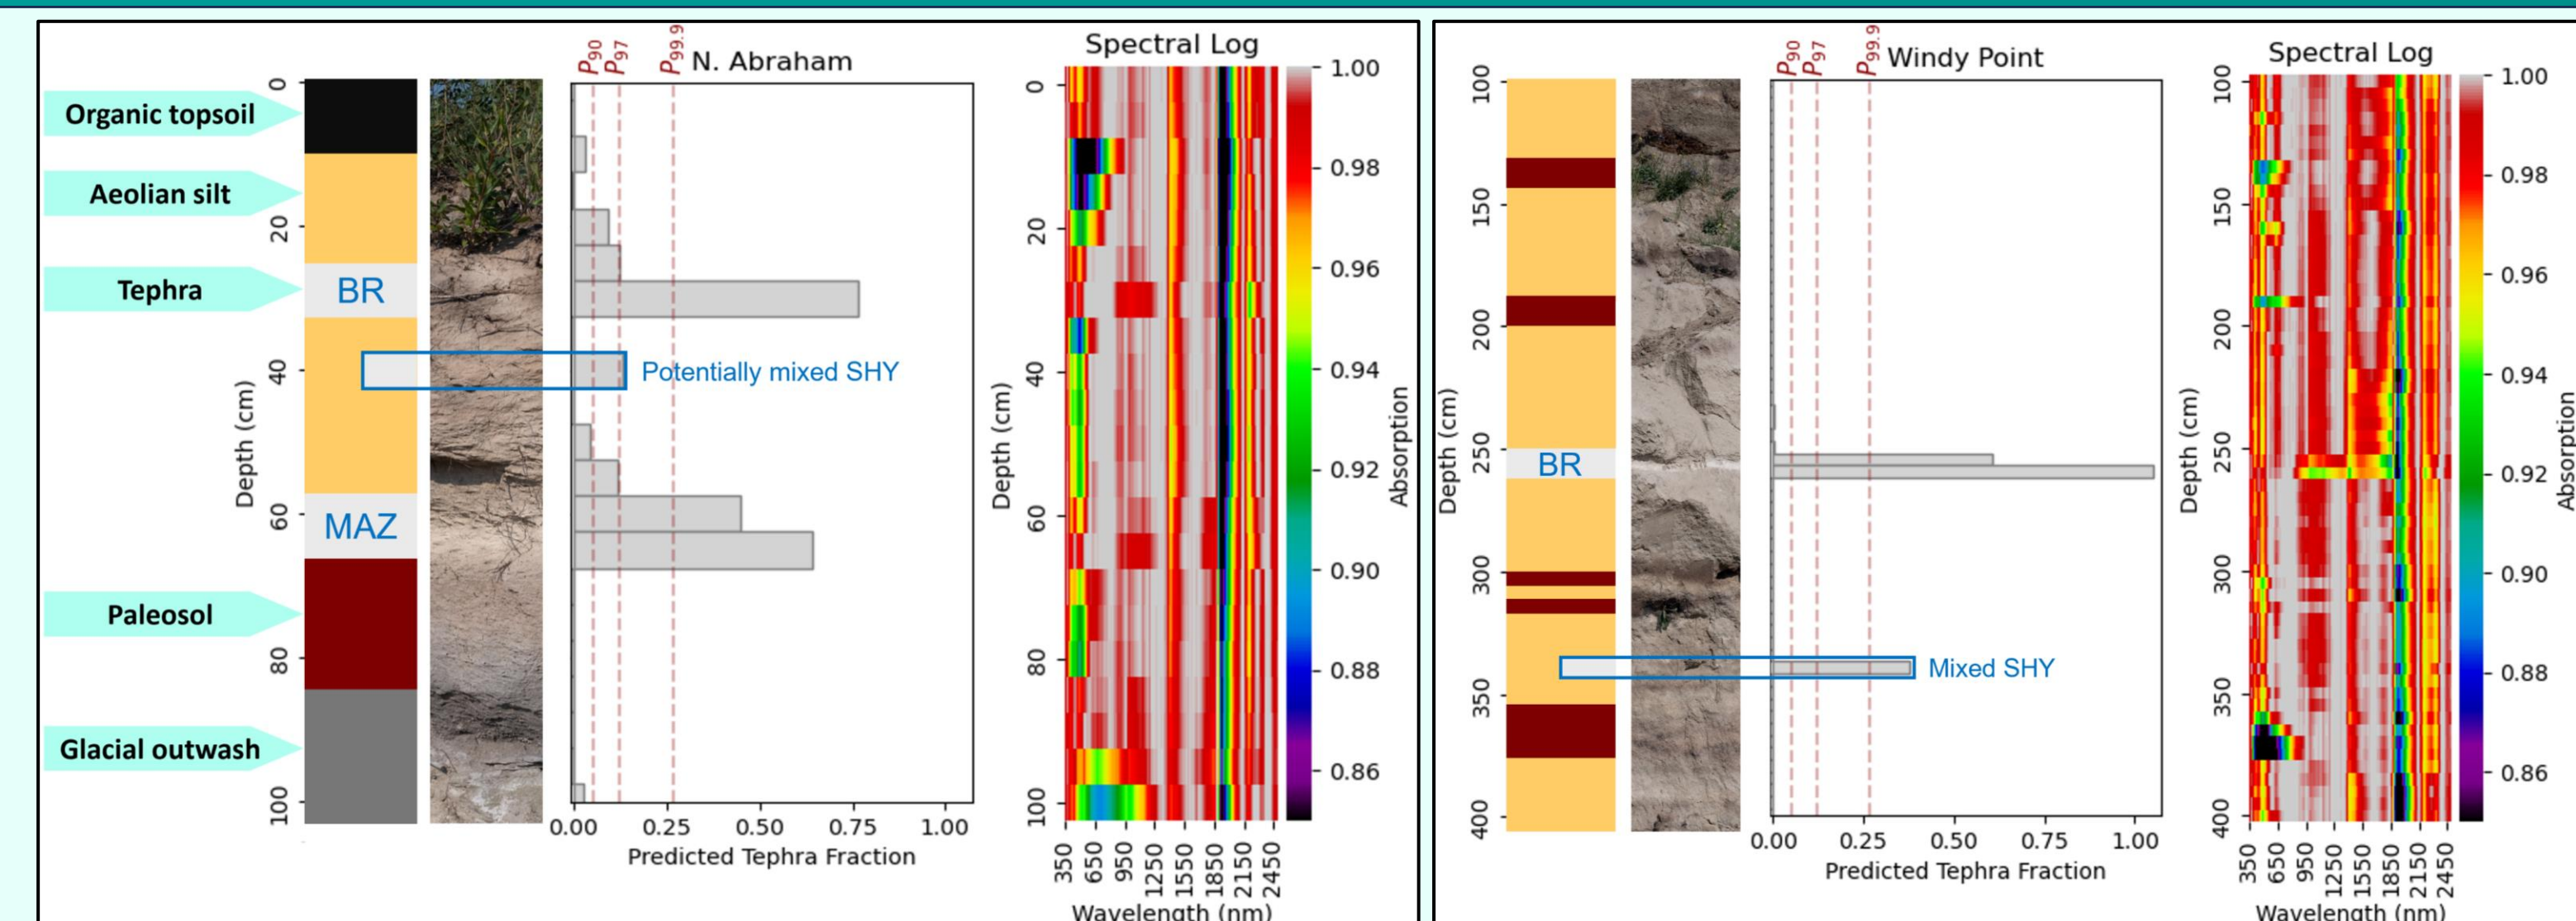 Organic topsoil
Aeolian silt
Tephra
Paleosol
Glacial outwash
Depth (cm)
0
20
40
60
80
100
BR
MAZ
P90
P97
P99.9
N. Abraham
Potentially mixed SHY
0.00
0.25
0.50
0.75
1.00
Predicted Tephra Fraction
Spectral Log
Depth (cm)
0
20
40
60
80
100
350
650
950
1250
1550
1850
2150
2450
Wavelength (nm)
1.00
0.98
0.96
0.94
0.92
0.90
0.88
0.86
Absorption
Depth (cm)
100
150
200
250
300
350
400
BR
P90
P97
P99.9
Windy Point
Mixed SHY
0.00
0.25
0.50
0.75
1.00
Predicted Tephra Fraction
Spectral Log
Depth (cm)
100
150
200
250
300
350
400
350
650
950
1250
1550
1850
2150
2450
Wavelength (nm)
1.00
0.98
0.96
0.94
0.92
0.90
0.88
0.86
Absorption